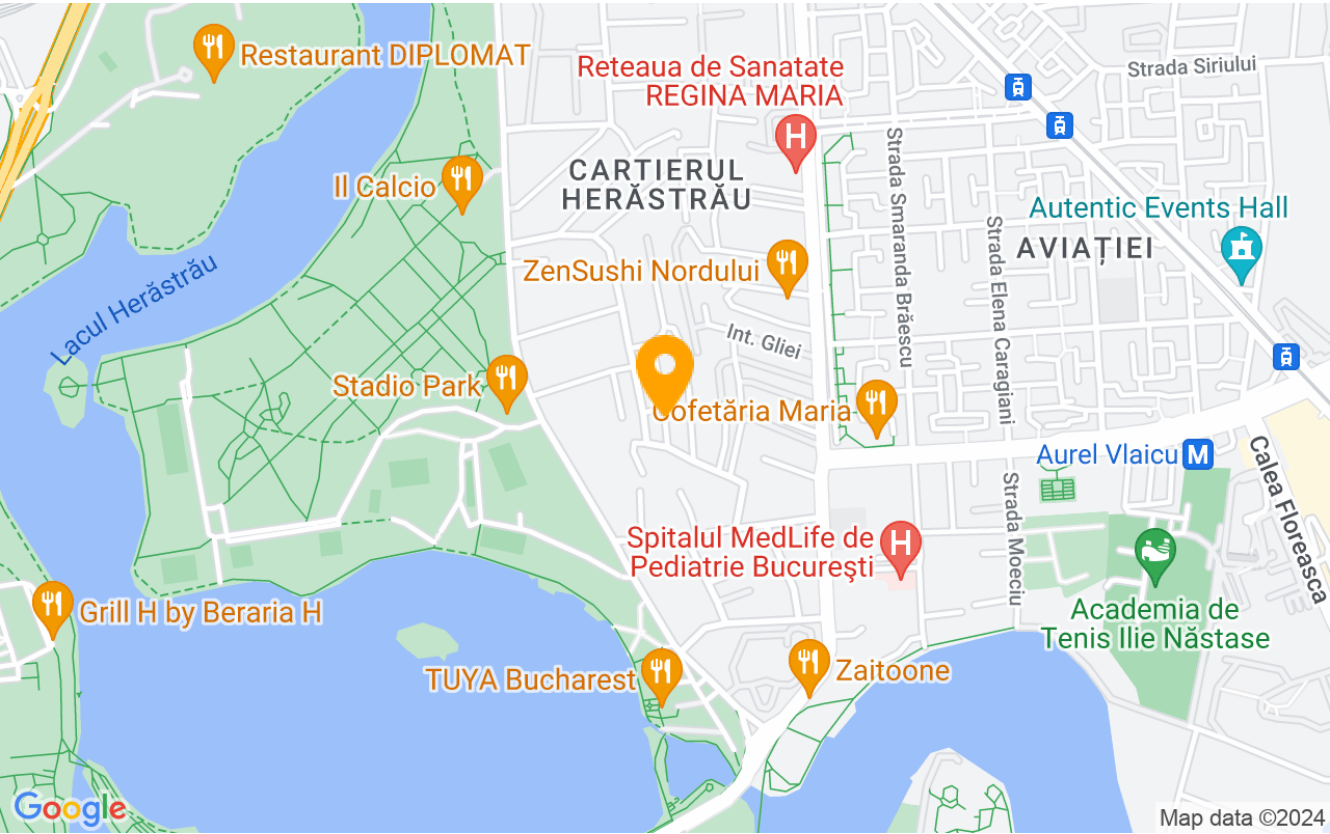 Restaurant DIPLOMAT
Reteaua de Sanatate
REGINA MARIA
Strada Siriului
CARTIERUL
HERĂSTRĂU
Il Calcio
Strada Smaranda Brăescu
Autentic Events Hall
AVIAȚIEI
Strada Elena Caragiani
ZenSushi Nordului
Lacul Herăstrău
Int. Gliei
Stadio Park
Cofetăria Maria
Aurel Vlaicu
M
Calea Floreasca
Strada Moeciu
Spitalul MedLife de
Pediatrie Bucureşti
Grill H by Beraria H
Academia de
Tenis Ilie Năstase
TUYA Bucharest
Zaitoone
Google
Map data ©2024